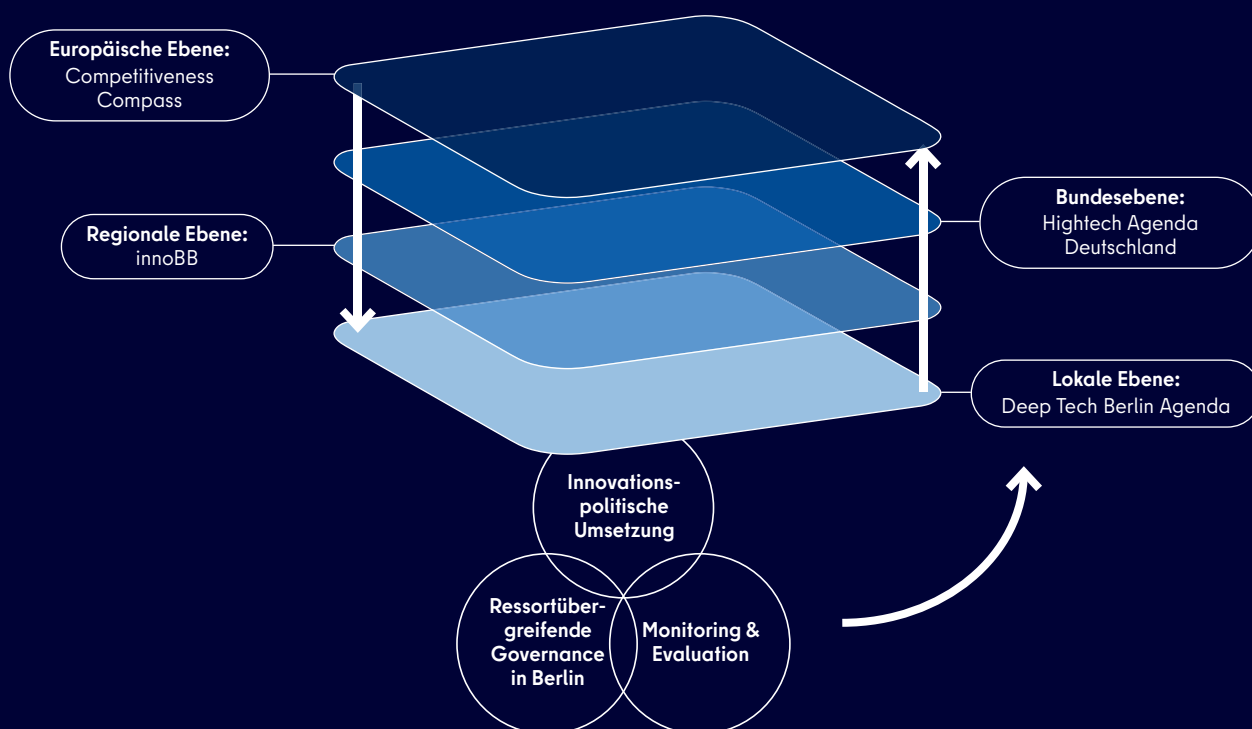 Europäische Ebene:
Competitiveness
Compass
Bundesebene:
Hightech Agenda
Deutschland
Regionale Ebene:
innoBB
Lokale Ebene:
Deep Tech Berlin Agenda
Innovations-
politische
Umsetzung
Ressortüber-
greifende
Governance
in Berlin
Monitoring &
Evaluation